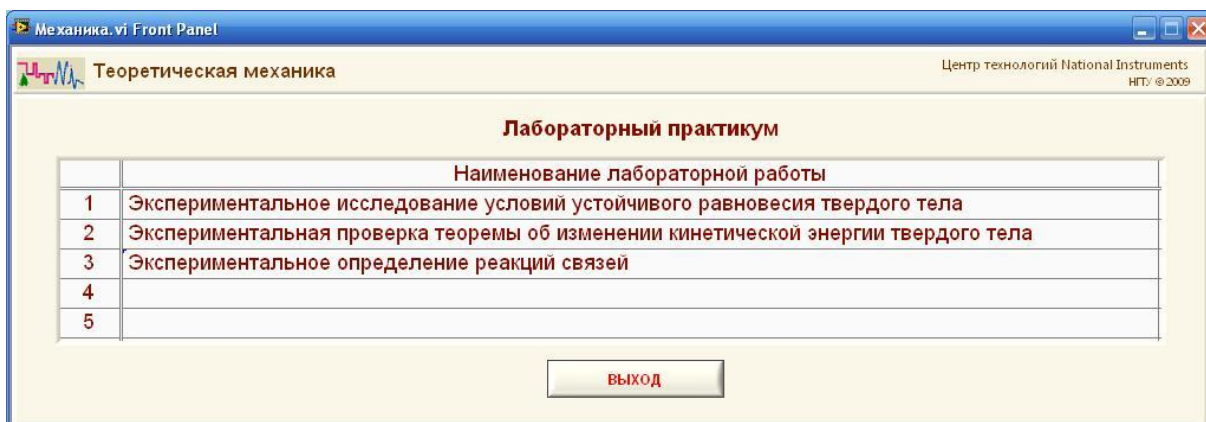 Механика.vi Front Panel
Теоретическая механика
Центр технологий National Instruments
НГТУ © 2009
Лабораторный практикум
Наименование лабораторной работы
1 Экспериментальное исследование условий устойчивого равновесия твердого тела
2 Экспериментальная проверка теоремы об изменении кинетической энергии твердого тела
3 Экспериментальное определение реакций связей
4
5
ВЫХОД